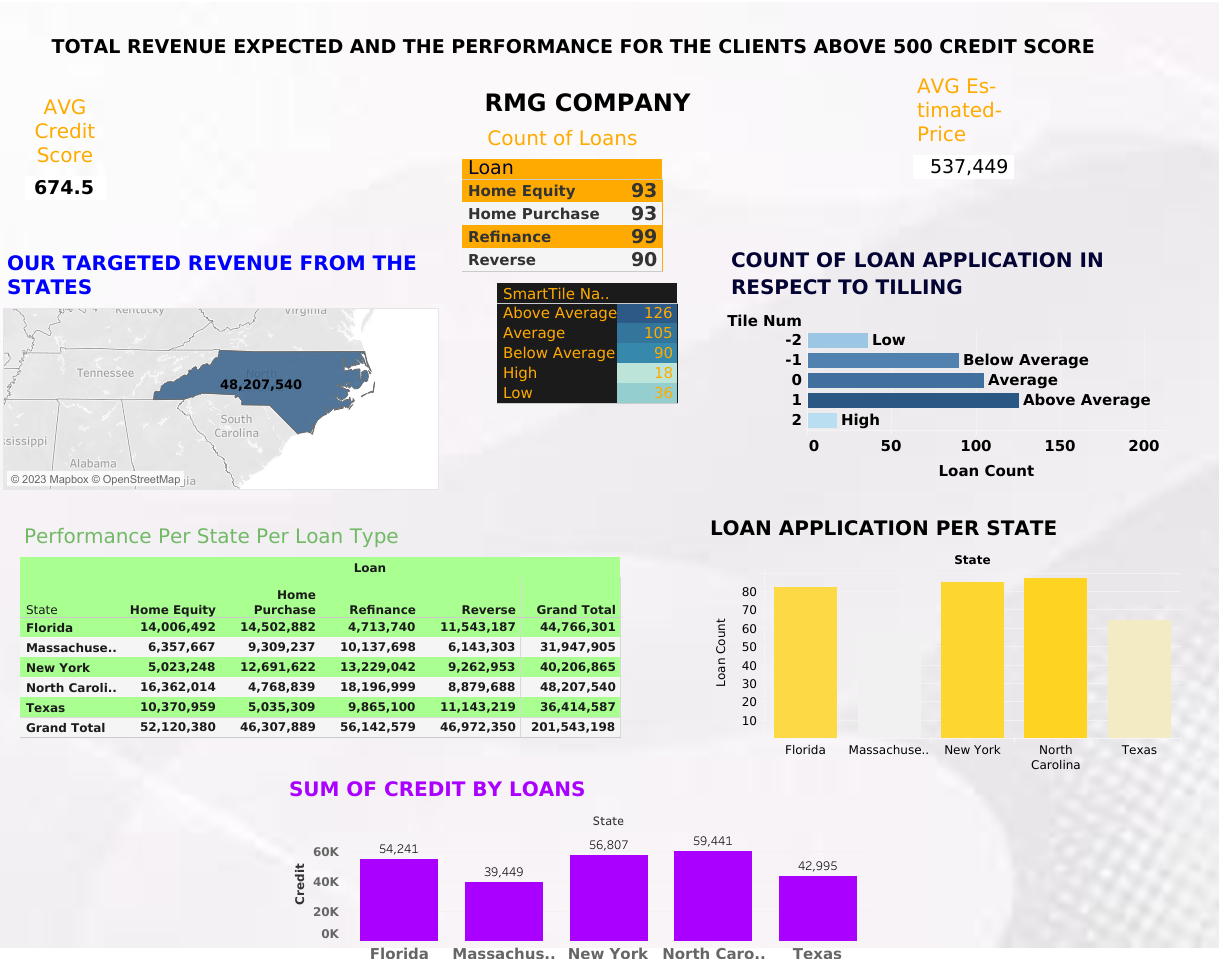 TOTAL REVENUE EXPECTED AND THE PERFORMANCE FOR THE CLIENTS ABOVE 500 CREDIT SCORE
AVG
Credit
Score
674.5
RMG COMPANY
Count of Loans
Loan
Home Equity 93
Home Purchase 93
Refinance 99
Reverse 90
AVG Es-
timated-
Price
537,449
OUR TARGETED REVENUE FROM THE
STATES
Kentucky
Virginia
Tennessee
North
48,207,540
South
Carolina
ssissippi
Alabama
© 2023 Mapbox © OpenStreetMap
jia
SmartTile Na..
Above Average 126
Average 105
Below Average 90
High 18
Low 36
COUNT OF LOAN APPLICATION IN
RESPECT TO TILLING
Tile Num
-2 Low
-1 Below Average
0 Average
1 Above Average
2 High
0 50 100 150 200
Loan Count
Performance Per State Per Loan Type
Loan
Home
State Home Equity Purchase Refinance Reverse Grand Total
Florida 14,006,492 14,502,882 4,713,740 11,543,187 44,766,301
Massachuse.. 6,357,667 9,309,237 10,137,698 6,143,303 31,947,905
New York 5,023,248 12,691,622 13,229,042 9,262,953 40,206,865
North Caroli.. 16,362,014 4,768,839 18,196,999 8,879,688 48,207,540
Texas 10,370,959 5,035,309 9,865,100 11,143,219 36,414,587
Grand Total 52,120,380 46,307,889 56,142,579 46,972,350 201,543,198
LOAN APPLICATION PER STATE
State
80
70
60
50
40
30
20
10
Loan Count
Florida Massachuse.. New York North Texas
Carolina
SUM OF CREDIT BY LOANS
State
60K
40K
20K
0K
Credit
54,241 39,449 56,807 59,441 42,995
Florida Massachus.. New York North Caro.. Texas